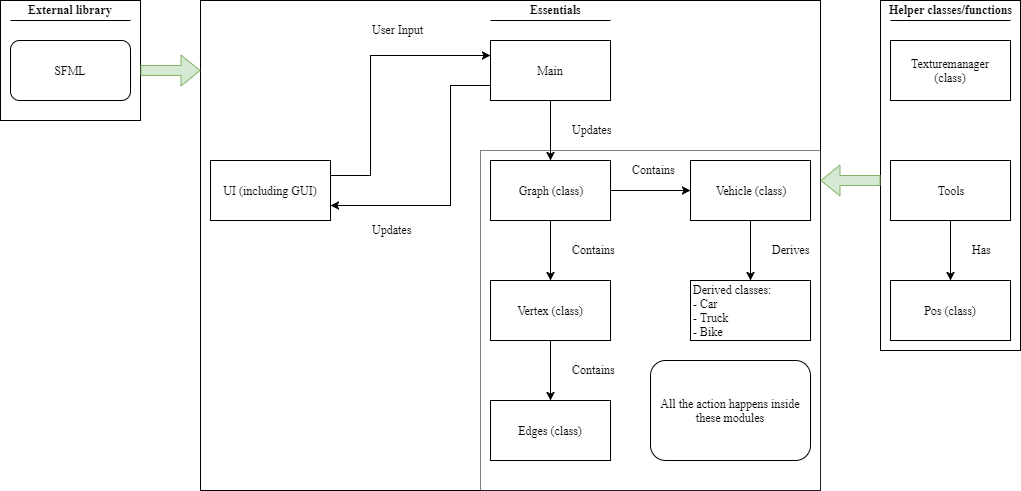 External library
SFML
Essentials
User Input
Main
Updates
UI (including GUI)
Updates
Graph (class)
Contains
Vehicle (class)
Contains
Derives
Vertex (class)
Derived classes:
- Car
- Truck
- Bike
Contains
Edges (class)
All the action happens inside
these modules
Helper classes/functions
Texturemanager
(class)
Tools
Has
Pos (class)